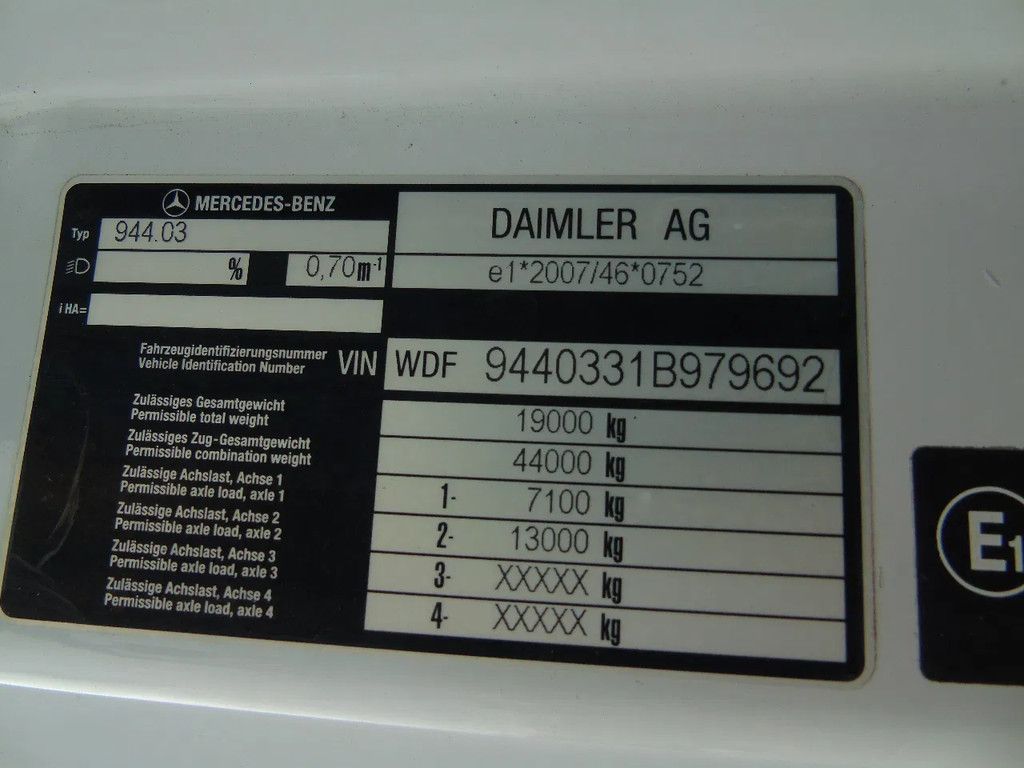 MERCEDES-BENZ
DAIMLER AG
Typ 944.03
% 0,70 m-1
e1*2007/46*0752
i HA=
Fahrzeugidentifizierungsnummer
Vehicle Identification Number
VIN WDF 9440331B979692
Zulässiges Gesamtgewicht
Permissible total weight
19000 kg
Zulässiges Zug-Gesamtgewicht
Permissible combination weight
44000 kg
Zulässige Achslast, Achse 1
Permissible axle load, axle 1
1- 7100 kg
Zulässige Achslast, Achse 2
Permissible axle load, axle 2
2- 13000 kg
Zulässige Achslast, Achse 3
Permissible axle load, axle 3
3- XXXXX kg
Zulässige Achslast, Achse 4
Permissible axle load, axle 4
4- XXXXX kg
E1